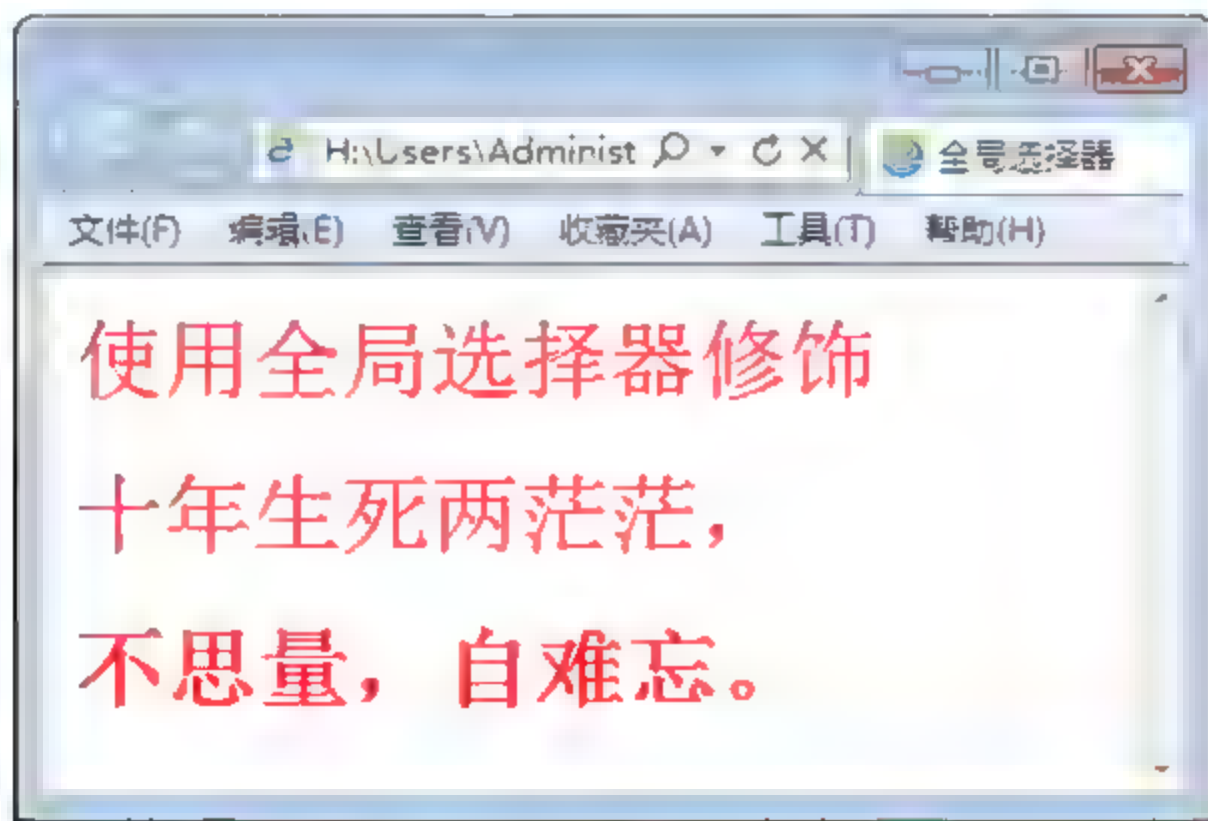 H:\Users\Administ
全局选择器
文件(F) 编辑(E) 查看(V) 收藏夹(A) 工具(T) 帮助(H)
使用全局选择器修饰
十年生死两茫茫，
不思量，自难忘。